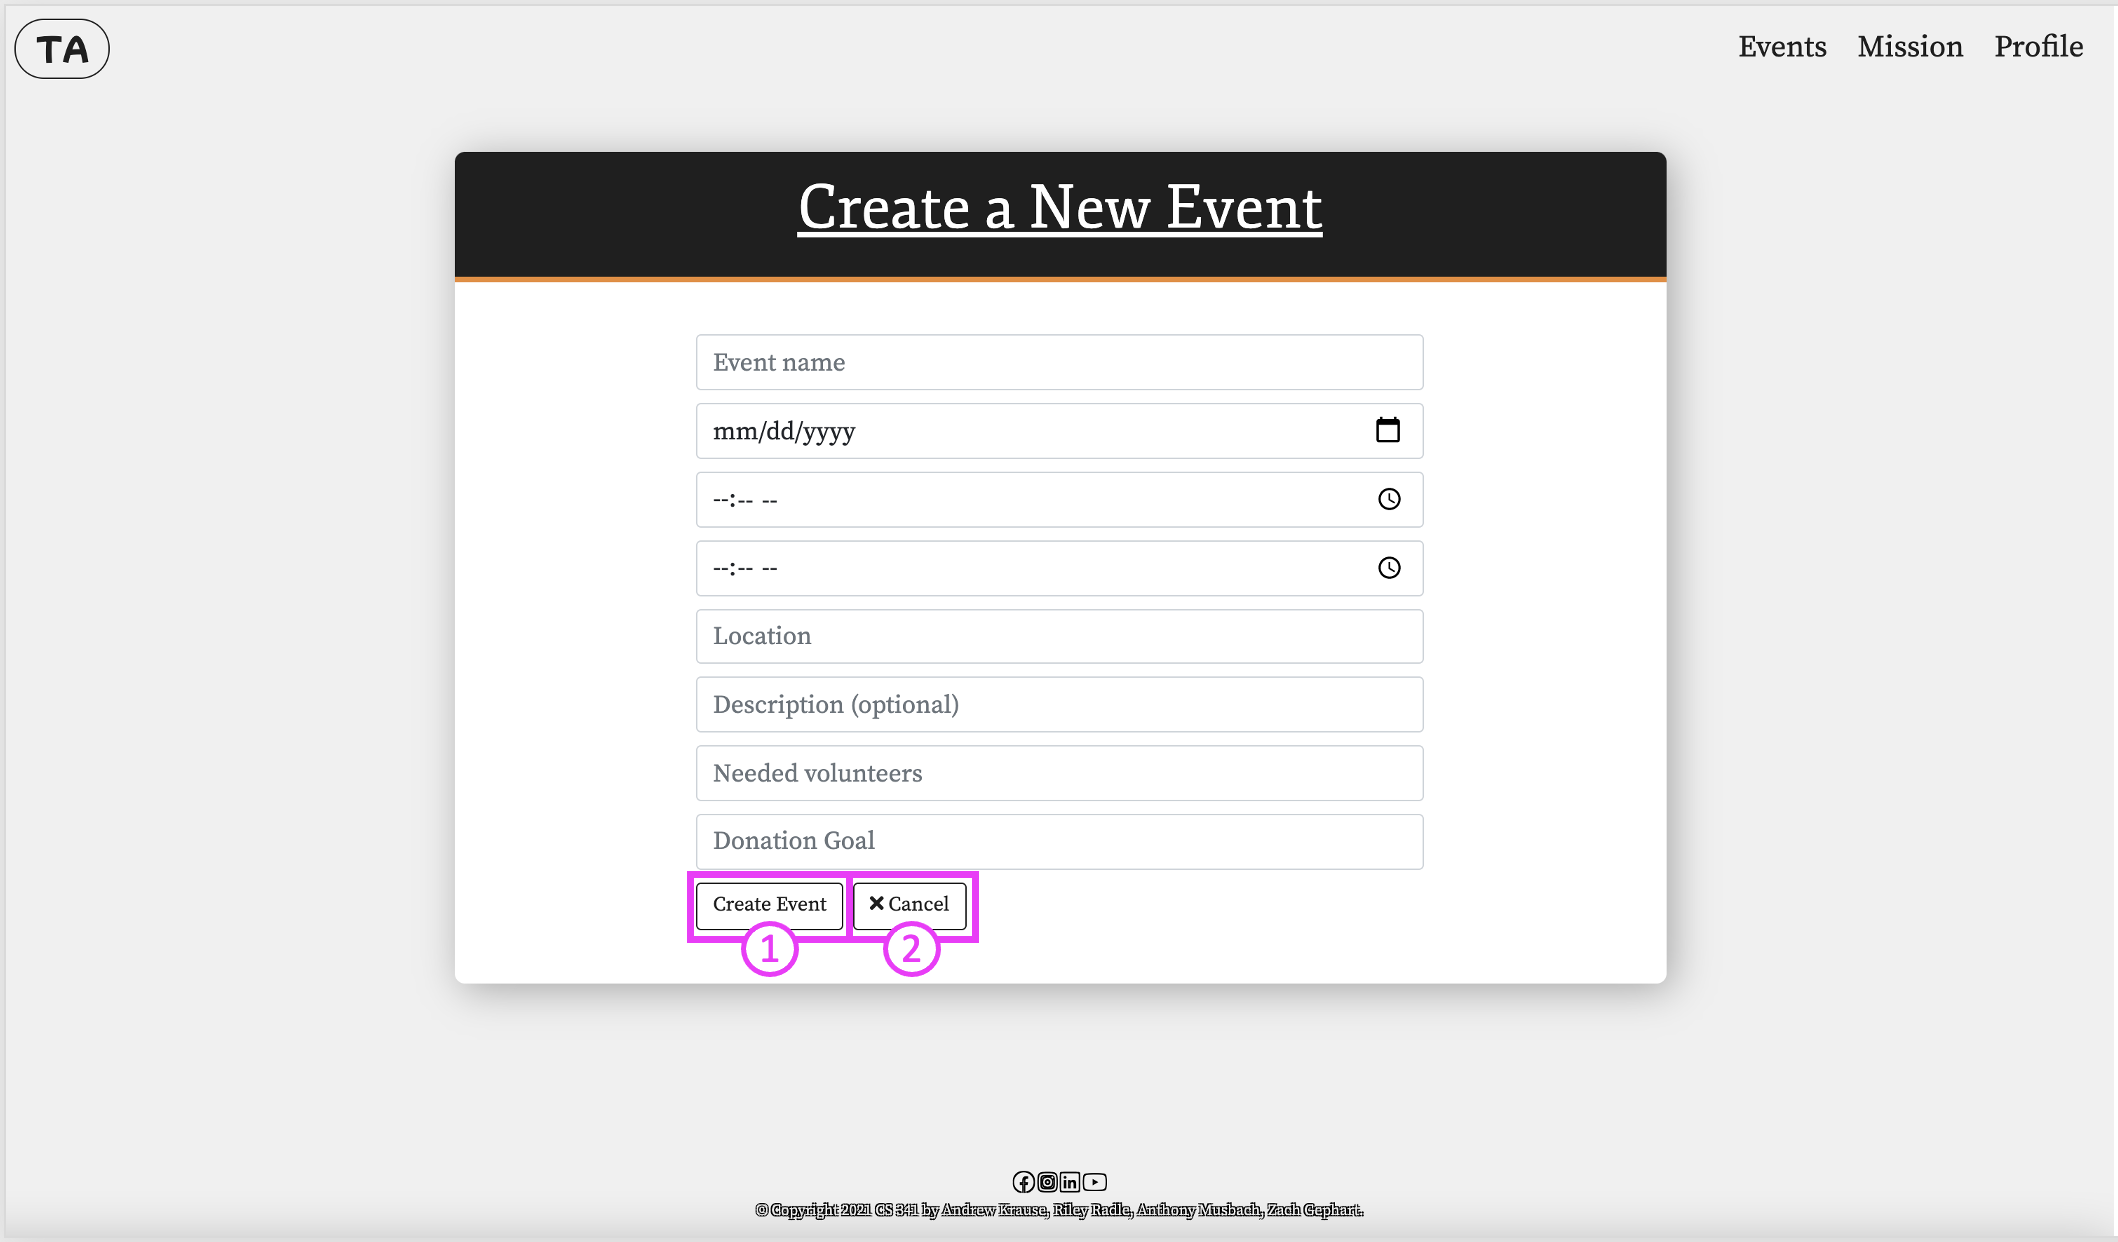 TA
Events Mission Profile
Create a New Event
Event name
mm/dd/yyyy
--:-- --
--:-- --
Location
Description (optional)
Needed volunteers
Donation Goal
Create Event ✖ Cancel
1 2
© Copyright 2021 CS 341 by Andrew Krause, Riley Radle, Anthony Musbach, Zach Gephart.